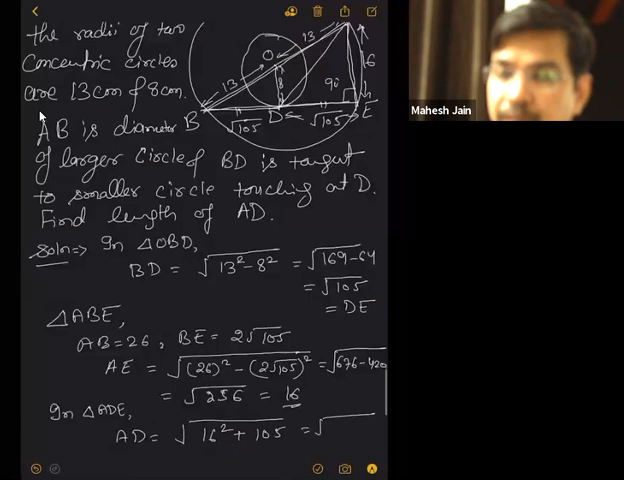 the radii of two
Concentric circles
are 13cm & 8cm.
AB is diameter
of larger Circle & BD is tangent
to smaller circle touching at D.
Find length of AD.
13
O
13
8
16
90
B
D
E
√105
√105
Soln => In △OBD,
BD = √13²-8² = √169-64
= √105
= DE
△ABE,
AB=26, BE = 2√105
AE = √(26)²-(2√105)² = √676-420
= √256 = 16
In △ADE,
AD = √16²+105 = √
Mahesh Jain